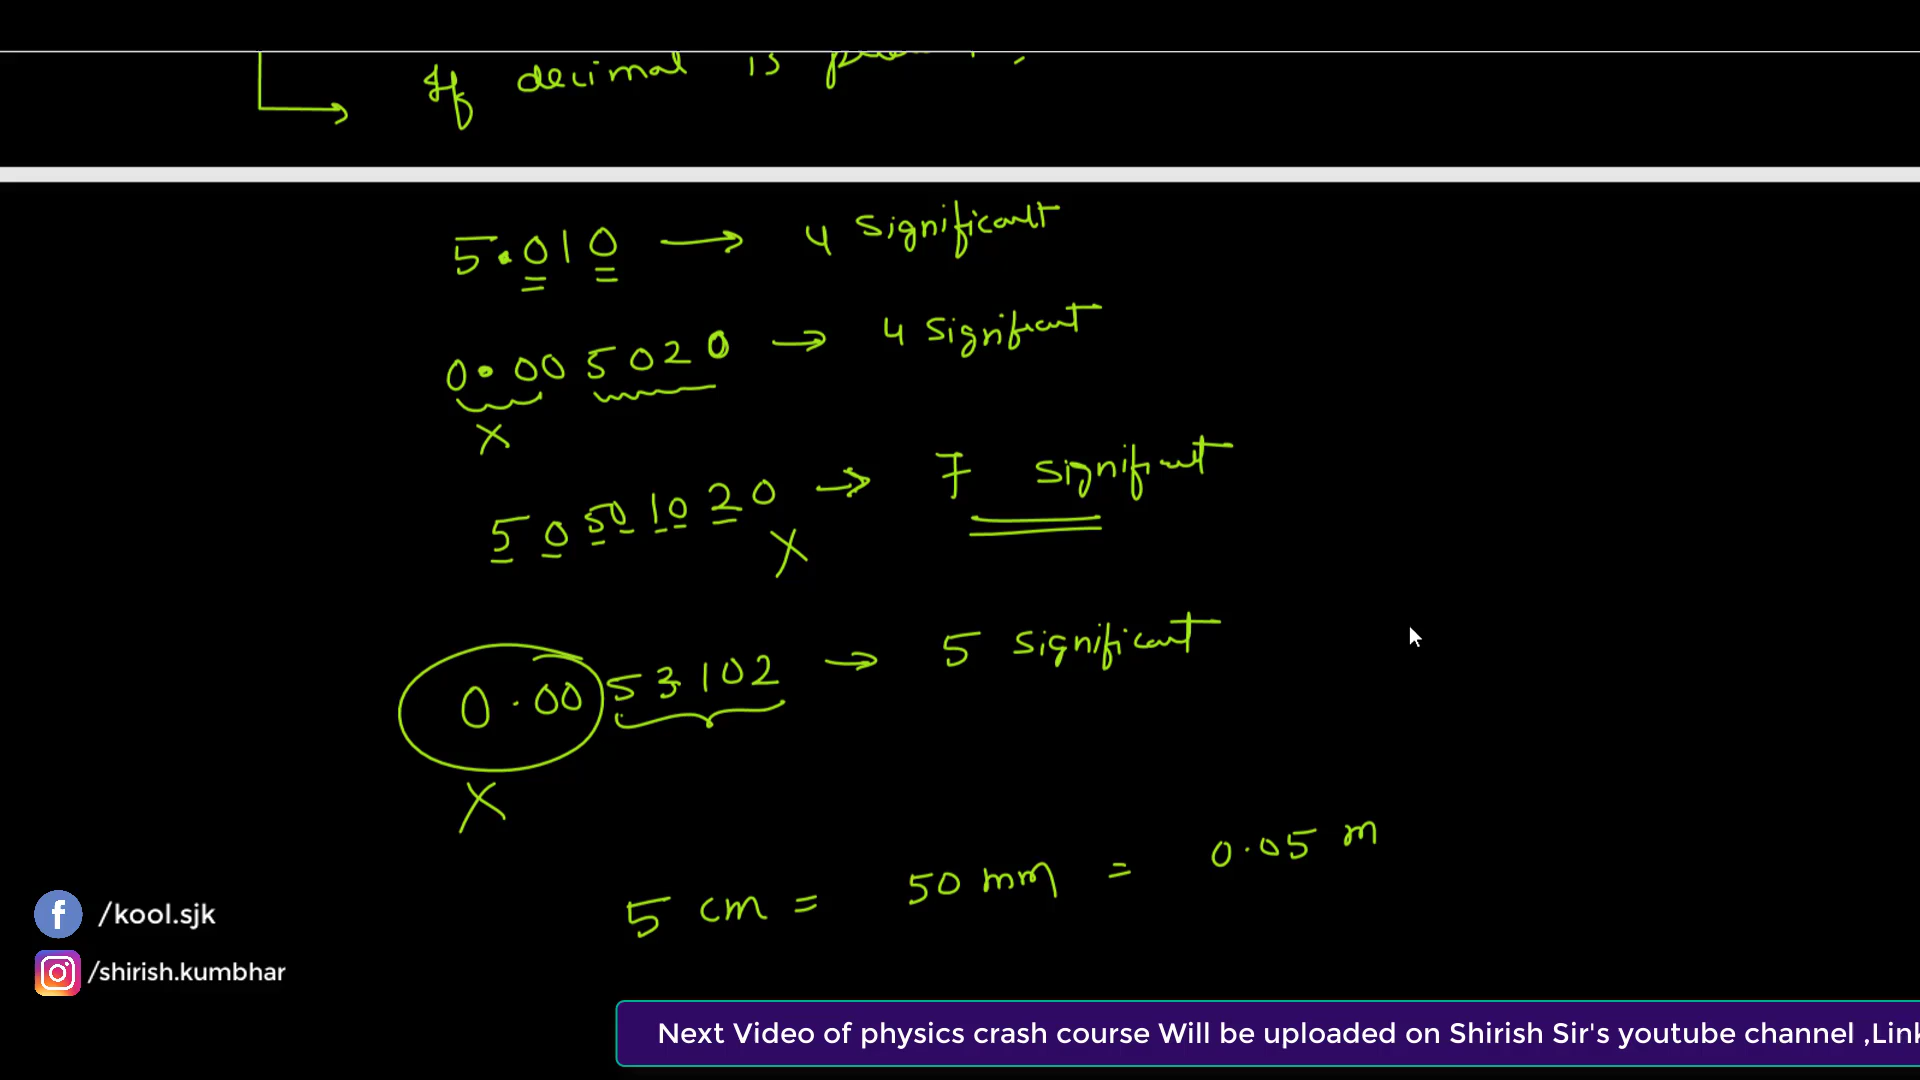 If decimal is
5.010 → 4 significant
0.005020 → 4 significant
X
50501020 → 7 significant
X
0.0053102 → 5 significant
X
5 cm = 50 mm = 0.05 m
/kool.sjk
/shirish.kumbhar
Next Video of physics crash course Will be uploaded on Shirish Sir's youtube channel ,Link